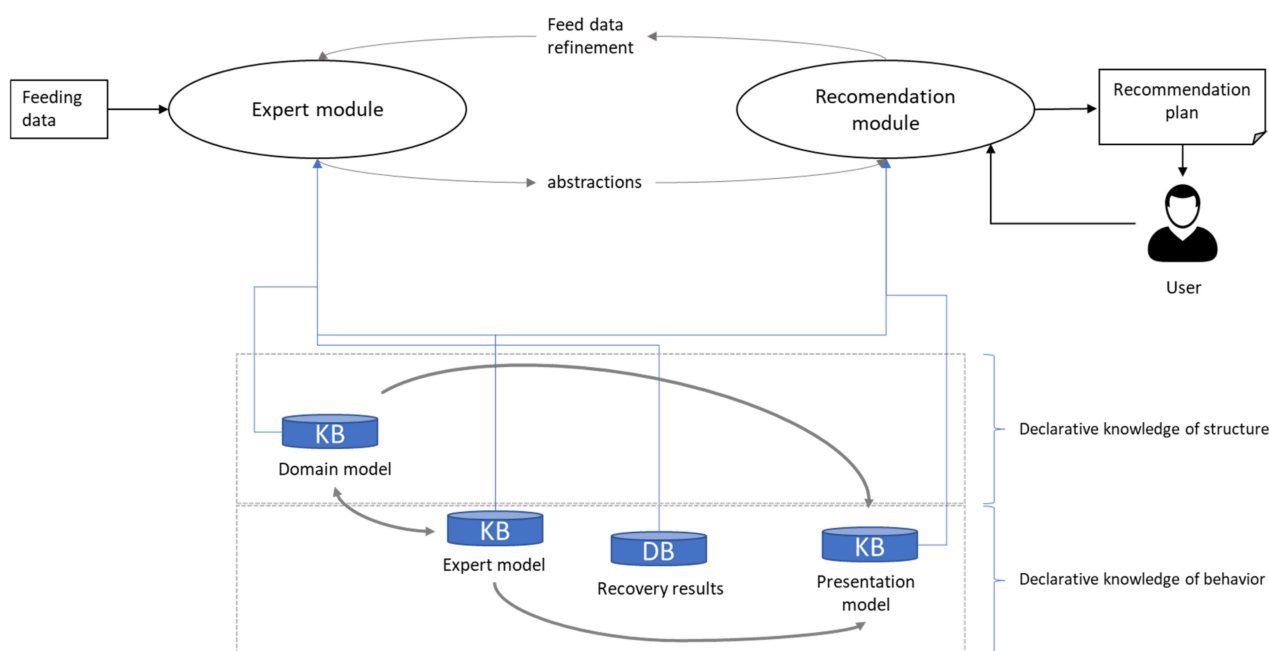 Feed data
refinement
Feeding
data
Expert module
Recomendation
module
Recommendation
plan
abstractions
User
KB
Domain model
Declarative knowledge of structure
KB
Expert model
DB
Recovery results
KB
Presentation
model
Declarative knowledge of behavior